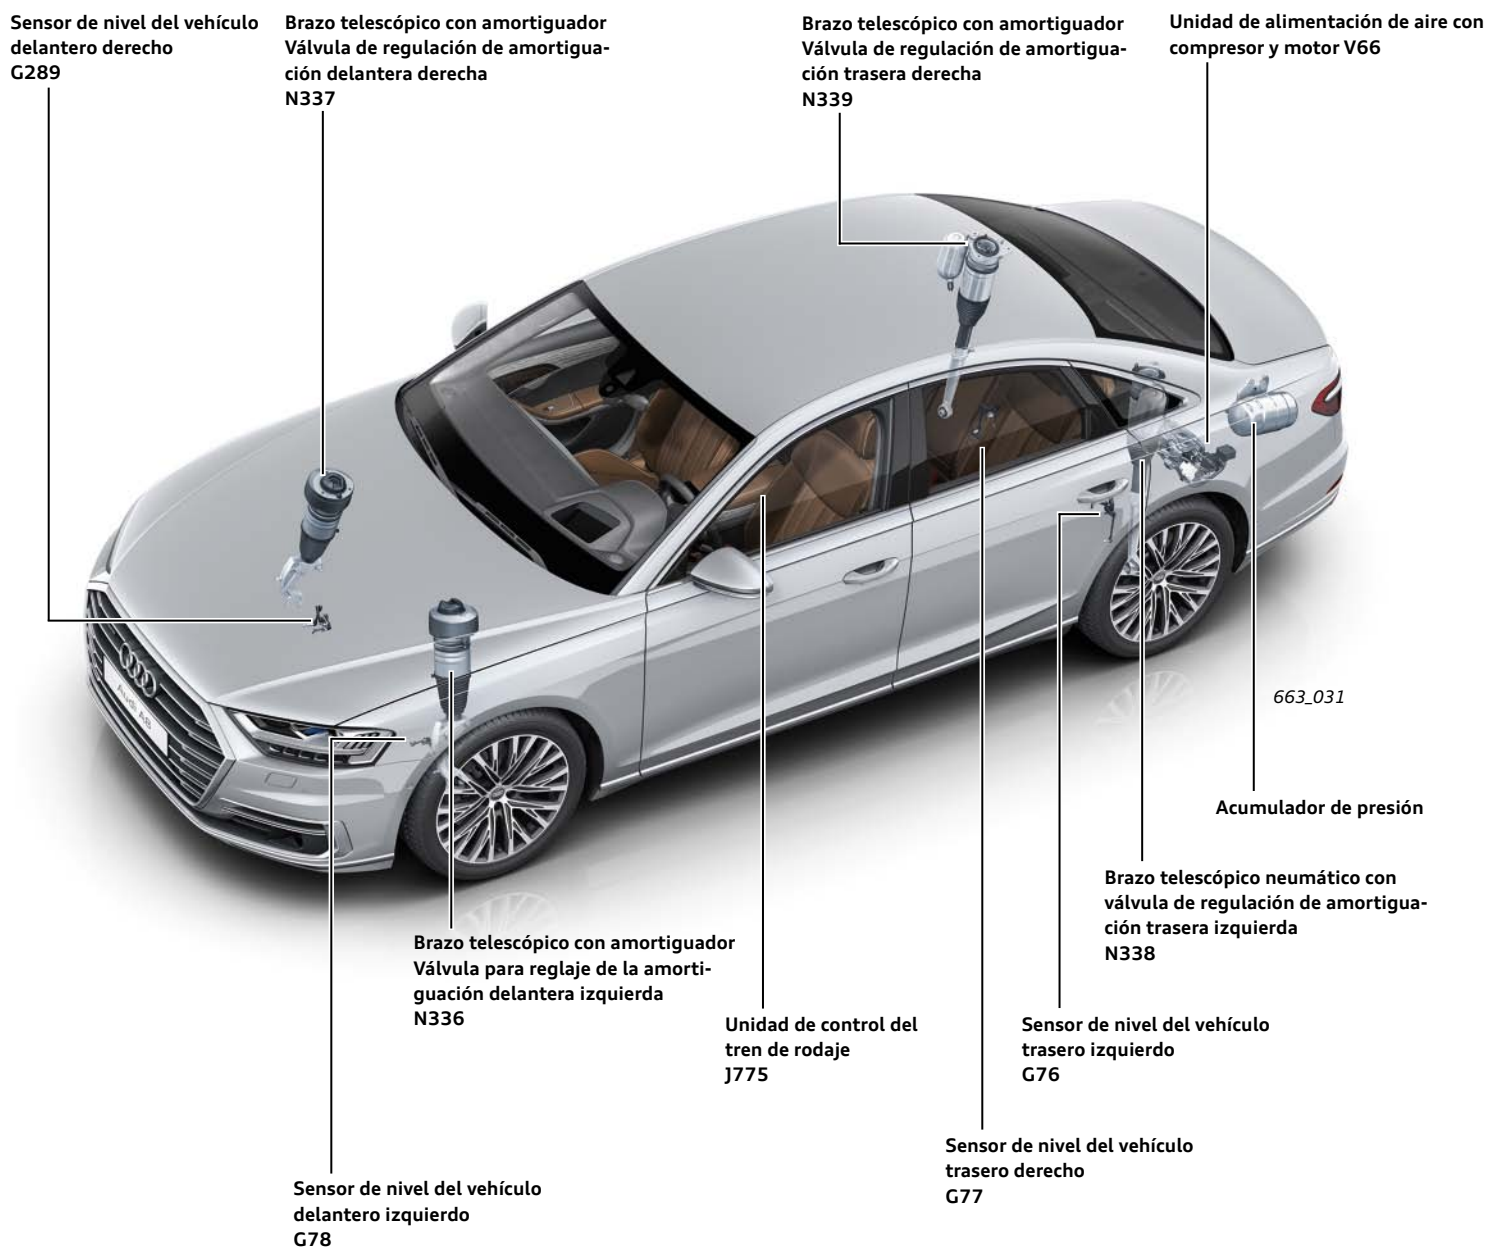 Sensor de nivel del vehículo
delantero derecho
G289
Brazo telescópico con amortiguador
Válvula de regulación de amortigua-
ción delantera derecha
N337
Brazo telescópico con amortiguador
Válvula de regulación de amortigua-
ción trasera derecha
N339
Unidad de alimentación de aire con
compresor y motor V66
Audi A8
663_031
Acumulador de presión
Brazo telescópico neumático con
válvula de regulación de amortigua-
ción trasera izquierda
N338
Brazo telescópico con amortiguador
Válvula para reglaje de la amorti-
guación delantera izquierda
N336
Unidad de control del
tren de rodaje
J775
Sensor de nivel del vehículo
trasero izquierdo
G76
Sensor de nivel del vehículo
trasero derecho
G77
Sensor de nivel del vehículo
delantero izquierdo
G78